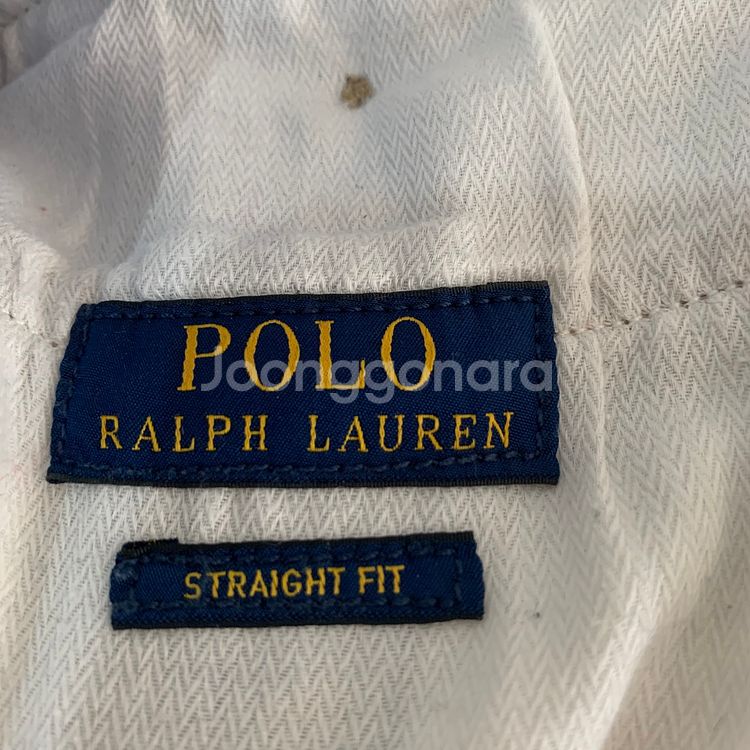 POLO
Joonggonara
RALPH LAUREN
STRAIGHT FIT